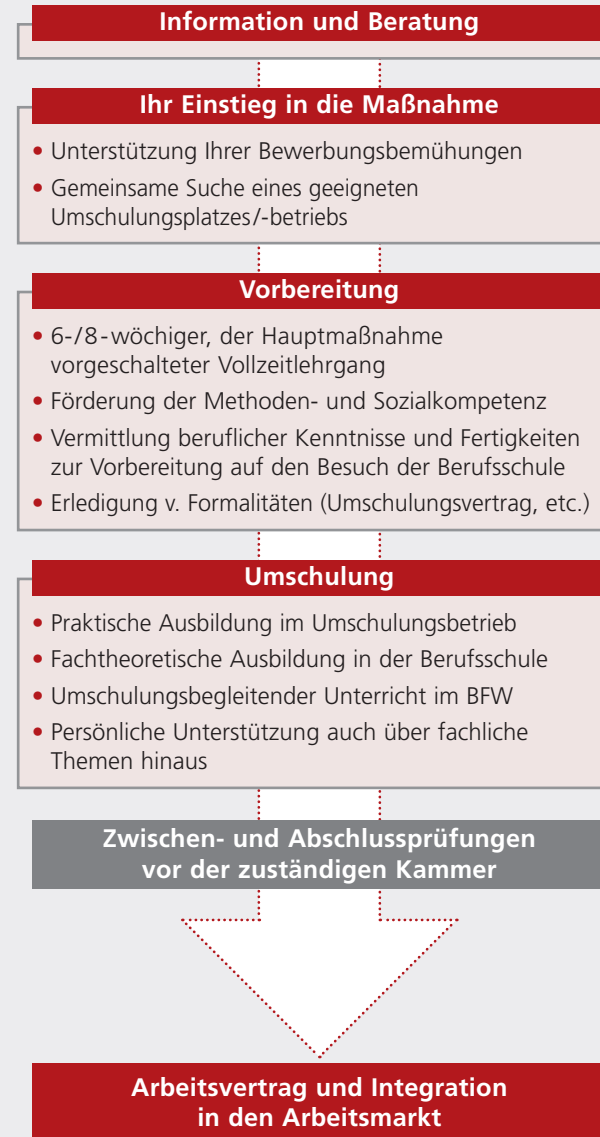 Information und Beratung
Ihr Einstieg in die Maßnahme
• Unterstützung Ihrer Bewerbungsbemühungen
• Gemeinsame Suche eines geeigneten
Umschulungsplatzes/-betriebs
Vorbereitung
• 6-/8-wöchiger, der Hauptmaßnahme
vorgeschalteter Vollzeitlehrgang
• Förderung der Methoden- und Sozialkompetenz
• Vermittlung beruflicher Kenntnisse und Fertigkeiten
zur Vorbereitung auf den Besuch der Berufsschule
• Erledigung v. Formalitäten (Umschulungsvertrag, etc.)
Umschulung
• Praktische Ausbildung im Umschulungsbetrieb
• Fachtheoretische Ausbildung in der Berufsschule
• Umschulungsbegleitender Unterricht im BFW
• Persönliche Unterstützung auch über fachliche
Themen hinaus
Zwischen- und Abschlussprüfungen
vor der zuständigen Kammer
Arbeitsvertrag und Integration
in den Arbeitsmarkt